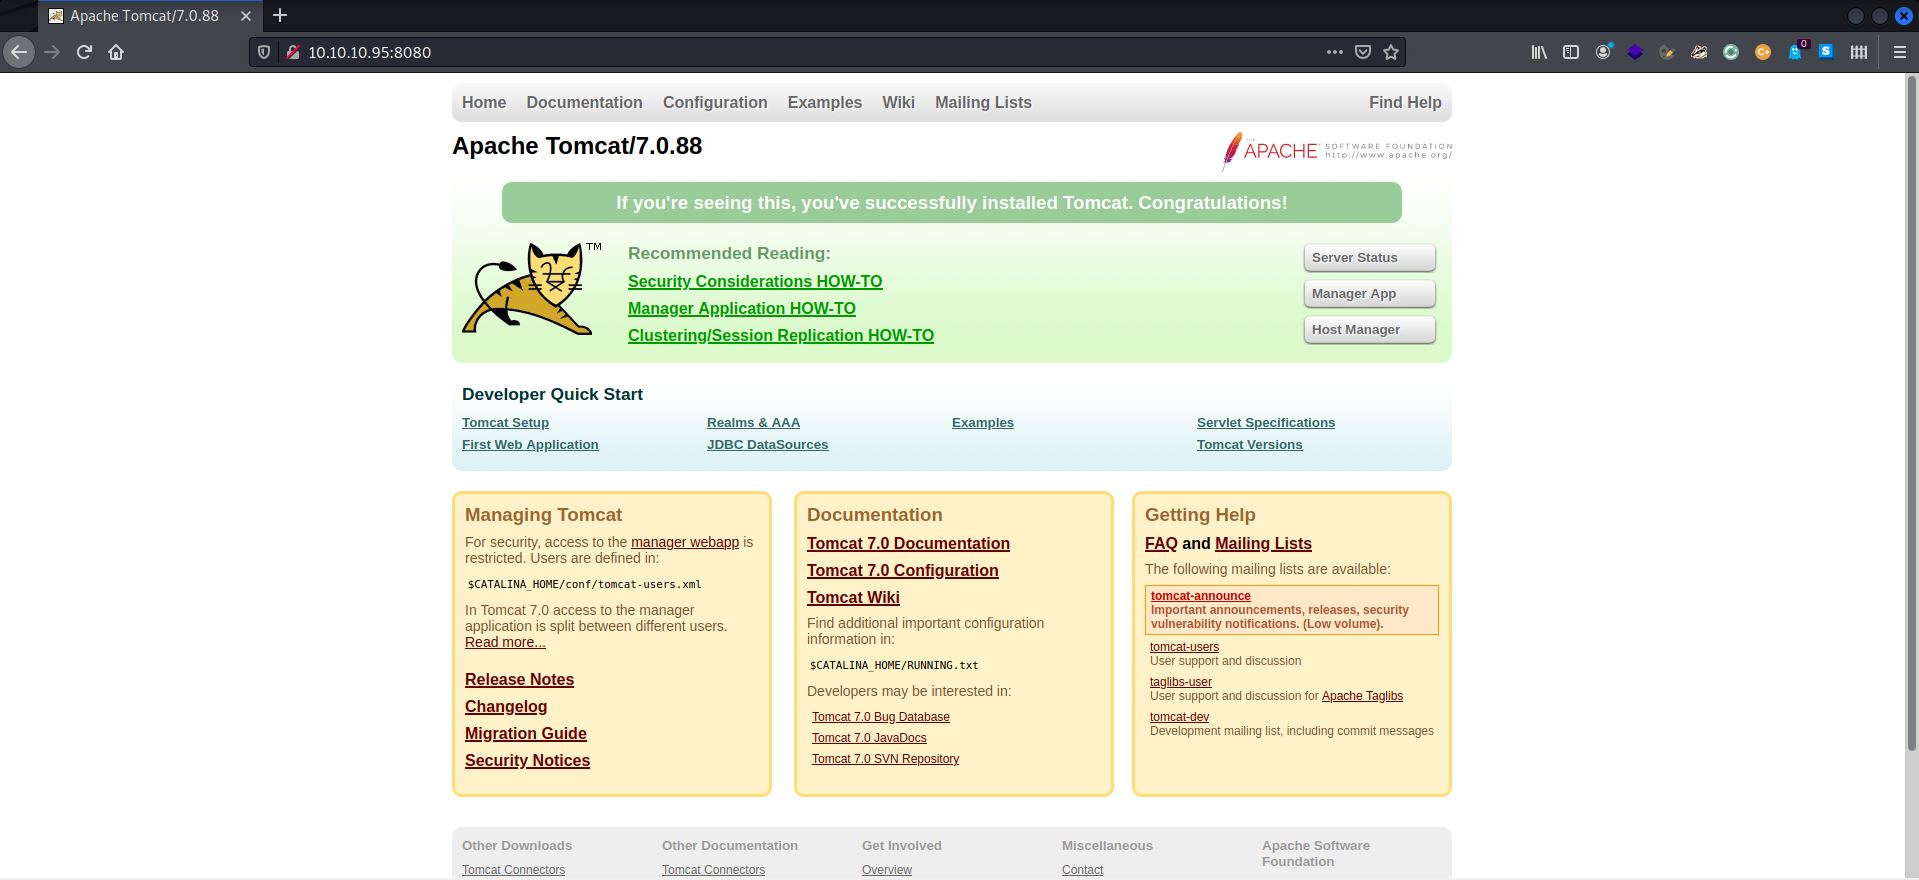 Apache Tomcat/7.0.88
10.10.10.95:8080
0
S
Home Documentation Configuration Examples Wiki Mailing Lists Find Help
Apache Tomcat/7.0.88
THE
APACHE SOFTWARE FOUNDATION
http://www.apache.org/
If you're seeing this, you've successfully installed Tomcat. Congratulations!
TM
Recommended Reading:
Security Considerations HOW-TO
Manager Application HOW-TO
Clustering/Session Replication HOW-TO
Server Status
Manager App
Host Manager
Developer Quick Start
Tomcat Setup Realms & AAA Examples Servlet Specifications
First Web Application JDBC DataSources Tomcat Versions
Managing Tomcat
For security, access to the manager webapp is
restricted. Users are defined in:
$CATALINA_HOME/conf/tomcat-users.xml
In Tomcat 7.0 access to the manager
application is split between different users.
Read more...
Release Notes
Changelog
Migration Guide
Security Notices
Documentation
Tomcat 7.0 Documentation
Tomcat 7.0 Configuration
Tomcat Wiki
Find additional important configuration
information in:
$CATALINA_HOME/RUNNING.txt
Developers may be interested in:
Tomcat 7.0 Bug Database
Tomcat 7.0 JavaDocs
Tomcat 7.0 SVN Repository
Getting Help
FAQ and Mailing Lists
The following mailing lists are available:
tomcat-announce
Important announcements, releases, security
vulnerability notifications. (Low volume).
tomcat-users
User support and discussion
taglibs-user
User support and discussion for Apache Taglibs
tomcat-dev
Development mailing list, including commit messages
Other Downloads
Tomcat Connectors
Other Documentation
Tomcat Connectors
Get Involved
Overview
Miscellaneous
Contact
Apache Software
Foundation